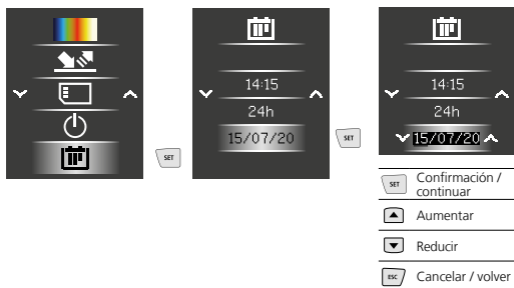 14:15
24h
15/07/20
SET
14:15
24h
15/07/20
SET
SET
Confirmación /
continuar
Aumentar
Reducir
ESC
Cancelar / volver